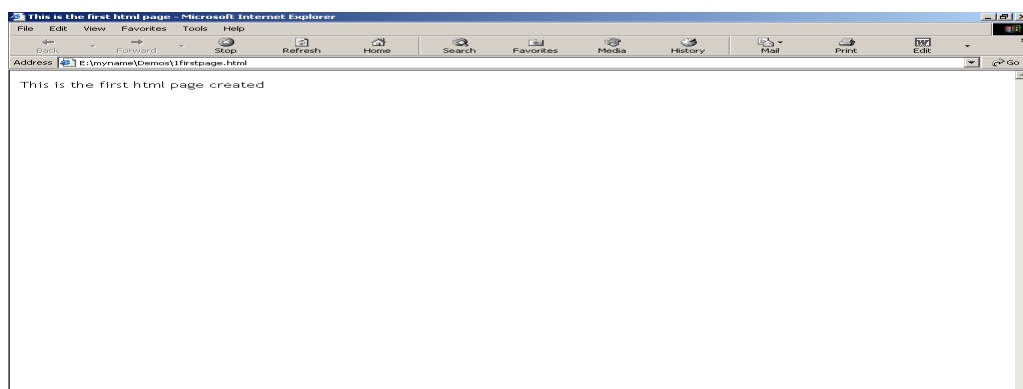 This is the first html page - Microsoft Internet Explorer
File Edit View Favorites Tools Help
Back Forward Stop Refresh Home Search Favorites Media History Mail Print Edit
Address E:\myname\Demos\1firstpage.html Go
This is the first html page created